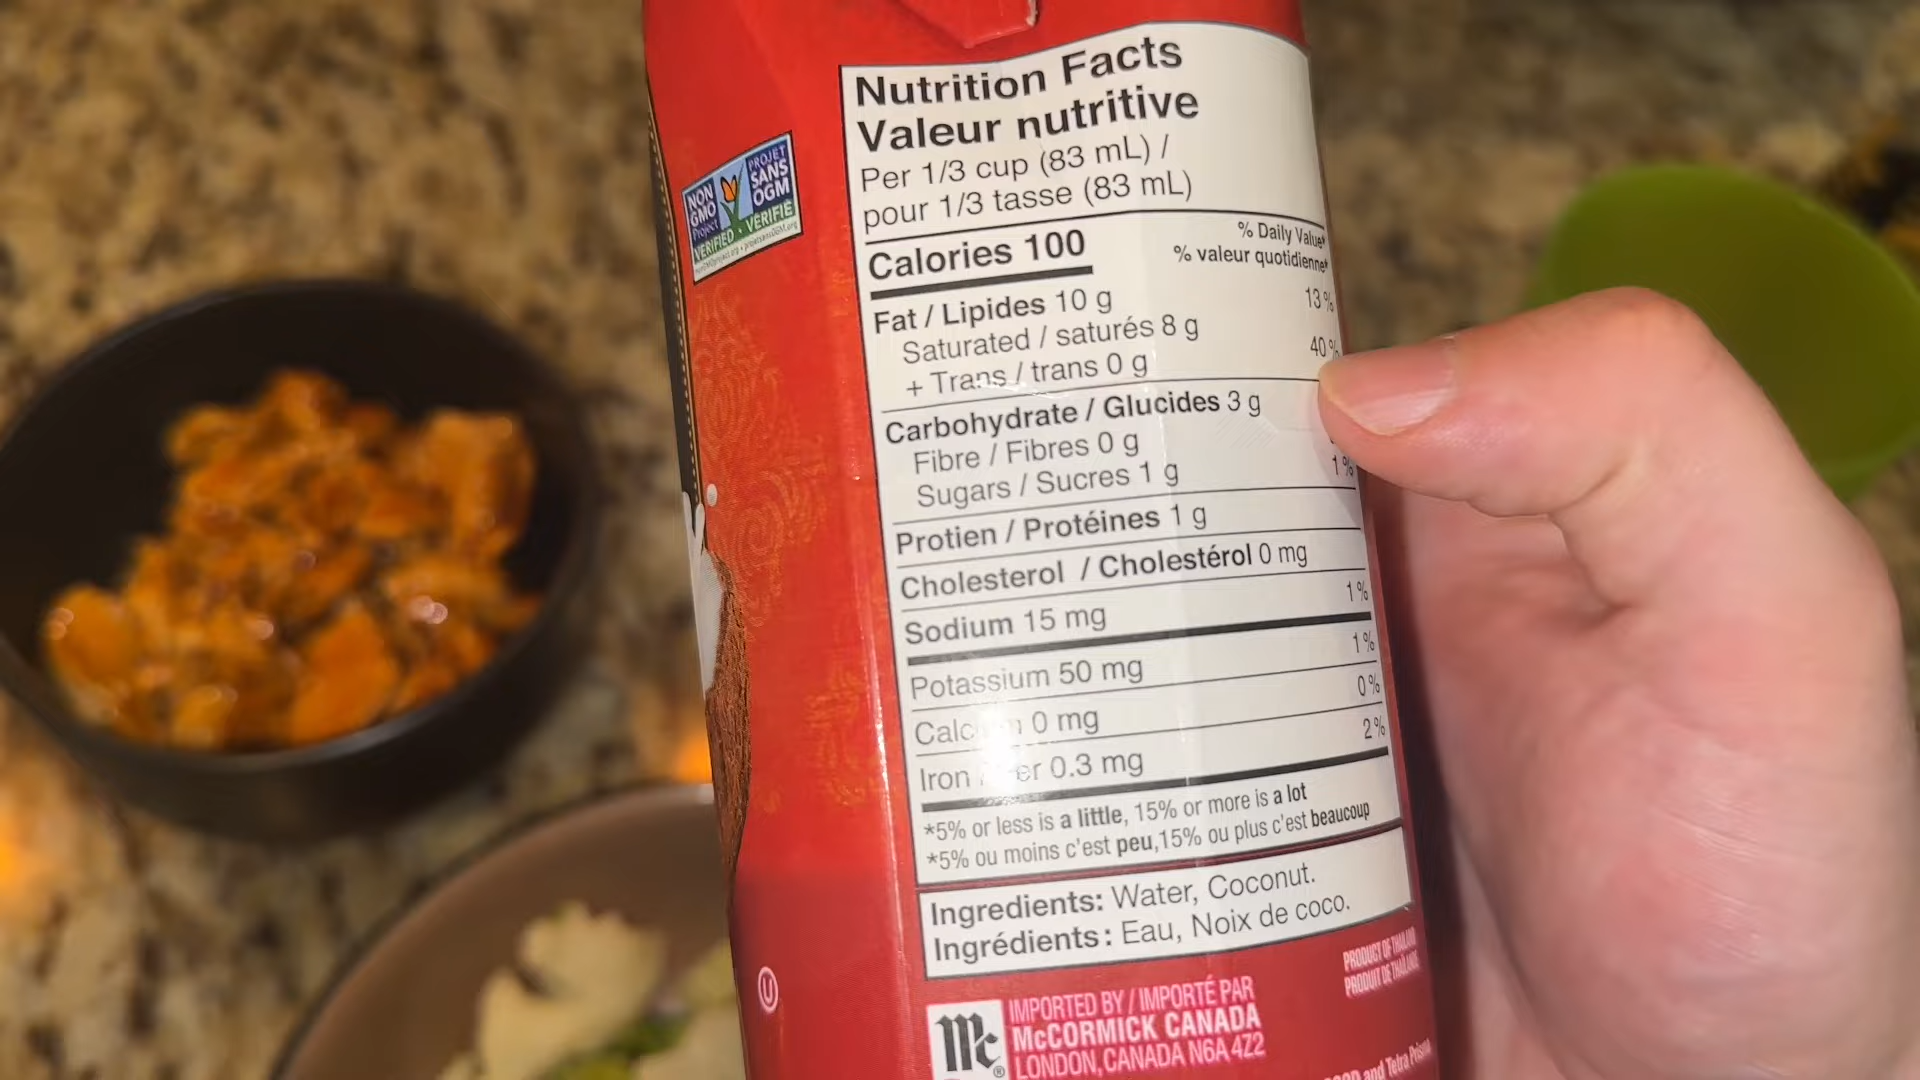 NON
GMO
Project
PROJET
SANS
OGM
VERIFIED • VÉRIFIÉ
Nutrition Facts
Valeur nutritive
Per 1/3 cup (83 mL) /
pour 1/3 tasse (83 mL)
% Daily Value*
Calories 100
% valeur quotidienne*
Fat / Lipides 10 g 13 %
Saturated / saturés 8 g
+ Trans / trans 0 g 40 %
Carbohydrate / Glucides 3 g
Fibre / Fibres 0 g
Sugars / Sucres 1 g 1 %
Protien / Protéines 1 g
Cholesterol / Cholestérol 0 mg
Sodium 15 mg 1 %
Potassium 50 mg 1 %
0 mg 0 %
Iron 0.3 mg 2 %
*5% or less is a little, 15% or more is a lot
*5% ou moins c'est peu,15% ou plus c'est beaucoup
Ingredients: Water, Coconut.
Ingrédients: Eau, Noix de coco.
PRODUCT OF THAILAND
PRODUIT DE THAÏLANDE
U
Mc
IMPORTED BY / IMPORTÉ PAR
McCORMICK CANADA
LONDON, CANADA N6A 4Z2
and Tetra